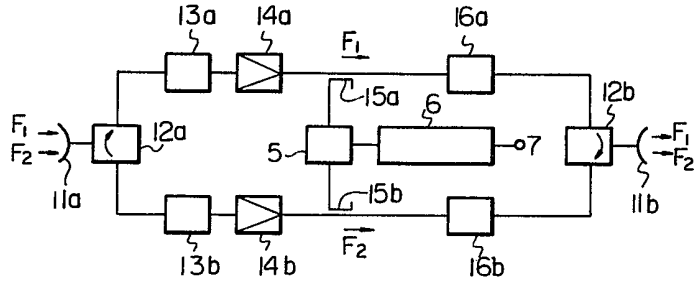 13a 14a F₁ 16a
15a 6 12b
F₁ F₂ 12a 5 7 F₁ F₂
11a 15b 11b
F₂
13b 14b 16b